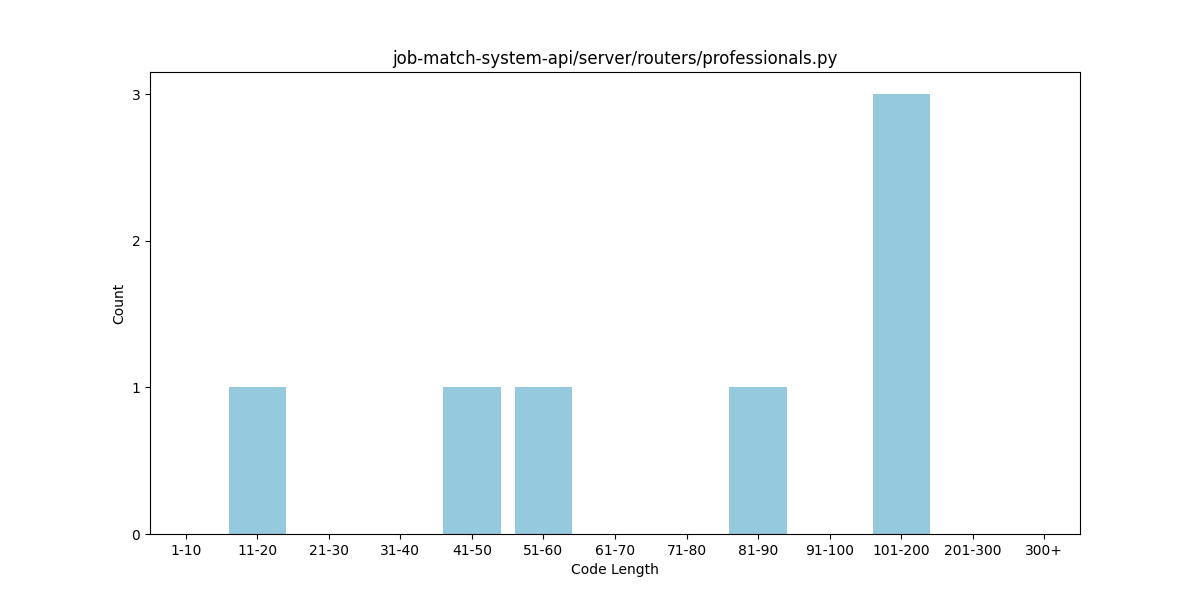 job-match-system-api/server/routers/professionals.py
3
2
1
0
Count
1-10 11-20 21-30 31-40 41-50 51-60 61-70 71-80 81-90 91-100 101-200 201-300 300+
Code Length